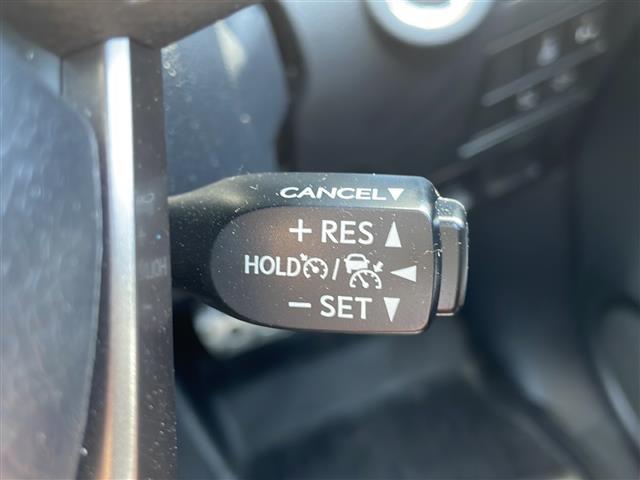 CANCEL▼
+ RES ▲
HOLD / ◄
− SET ▼